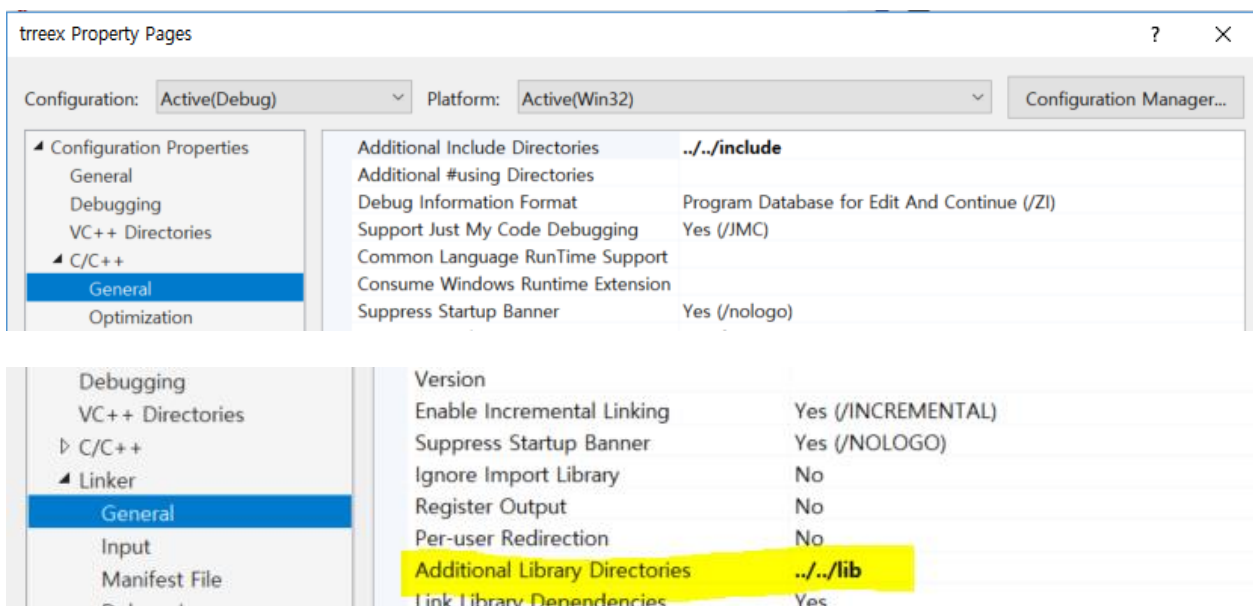 trreex Property Pages ? ×
Configuration: Active(Debug) Platform: Active(Win32) Configuration Manager...
Configuration Properties Additional Include Directories ../../include
General Additional #using Directories
Debugging Debug Information Format Program Database for Edit And Continue (/ZI)
VC++ Directories Support Just My Code Debugging Yes (/JMC)
C/C++ Common Language RunTime Support
General Consume Windows Runtime Extension
Optimization Suppress Startup Banner Yes (/nologo)
Debugging Version
VC++ Directories Enable Incremental Linking Yes (/INCREMENTAL)
C/C++ Suppress Startup Banner Yes (/NOLOGO)
Linker Ignore Import Library No
General Register Output No
Input Per-user Redirection No
Manifest File Additional Library Directories ../../lib
Link Library Dependencies Yes